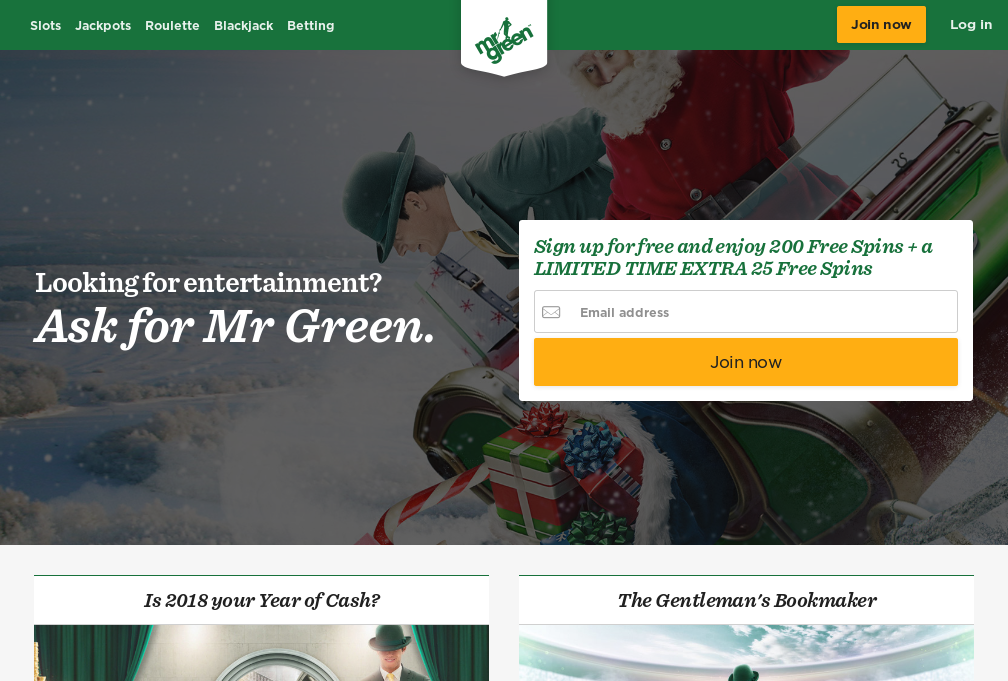 Slots Jackpots Roulette Blackjack Betting
mr green
Join now Log in
Looking for entertainment?
Ask for Mr Green.
Sign up for free and enjoy 200 Free Spins + a
LIMITED TIME EXTRA 25 Free Spins
Email address
Join now
Is 2018 your Year of Cash?
The Gentleman's Bookmaker